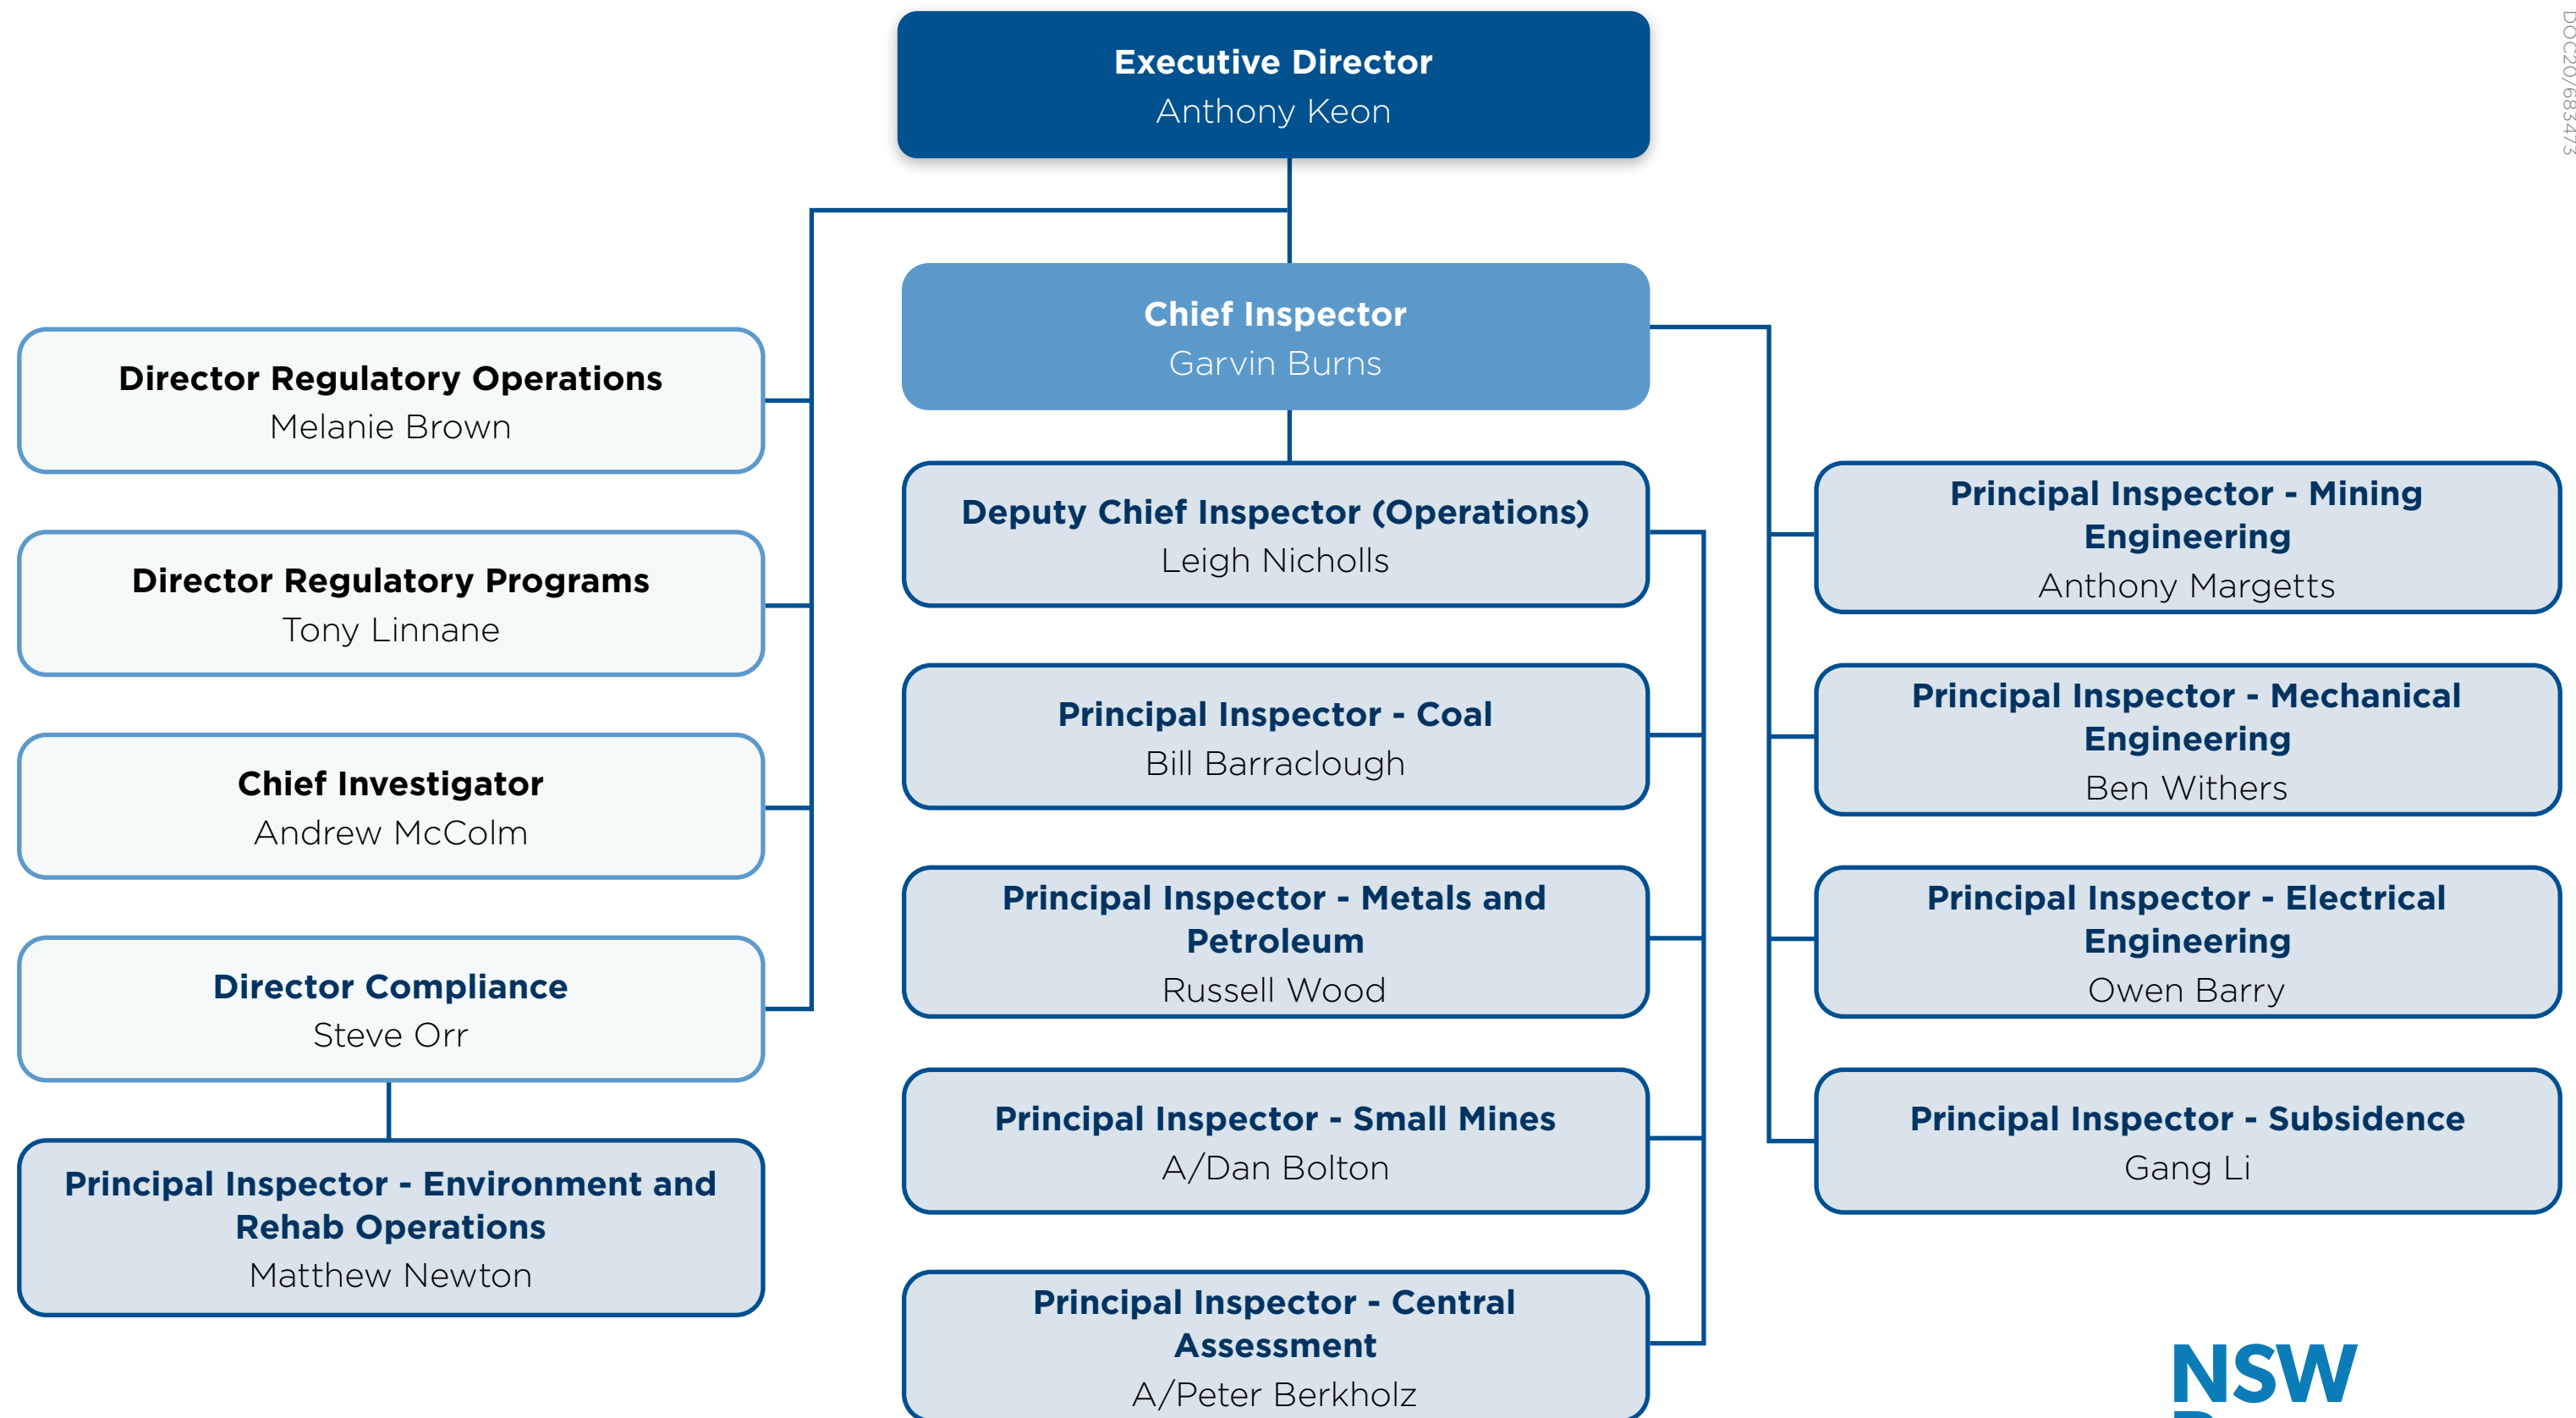 Executive Director
Anthony Keon
DOC20/683473
Chief Inspector
Garvin Burns
Director Regulatory Operations
Melanie Brown
Director Regulatory Programs
Tony Linnane
Chief Investigator
Andrew McColm
Director Compliance
Steve Orr
Principal Inspector - Environment and
Rehab Operations
Matthew Newton
Deputy Chief Inspector (Operations)
Leigh Nicholls
Principal Inspector - Coal
Bill Barraclough
Principal Inspector - Metals and
Petroleum
Russell Wood
Principal Inspector - Small Mines
A/Dan Bolton
Principal Inspector - Central
Assessment
A/Peter Berkholz
Principal Inspector - Mining
Engineering
Anthony Margetts
Principal Inspector - Mechanical
Engineering
Ben Withers
Principal Inspector - Electrical
Engineering
Owen Barry
Principal Inspector - Subsidence
Gang Li
NSW